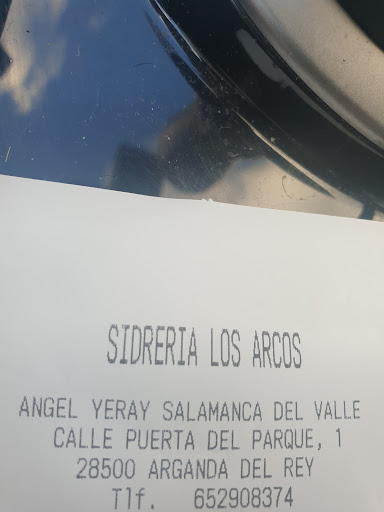 SIDRERIA LOS ARCOS
ANGEL YERAY SALAMANCA DEL VALLE
CALLE PUERTA DEL PARQUE, 1
28500 ARGANDA DEL REY
Tlf. 652908374